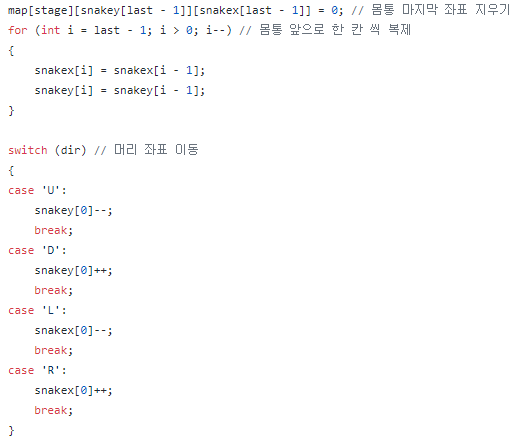 map[stage][snakey[last - 1]][snakex[last - 1]] = 0; // 몸통 마지막 좌표 지우기
for (int i = last - 1; i > 0; i--) // 몸통 앞으로 한 칸 씩 복제
{
    snakex[i] = snakex[i - 1];
    snakey[i] = snakey[i - 1];
}

switch (dir) // 머리 좌표 이동
{
case 'U':
    snakey[0]--;
    break;
case 'D':
    snakey[0]++;
    break;
case 'L':
    snakex[0]--;
    break;
case 'R':
    snakex[0]++;
    break;
}